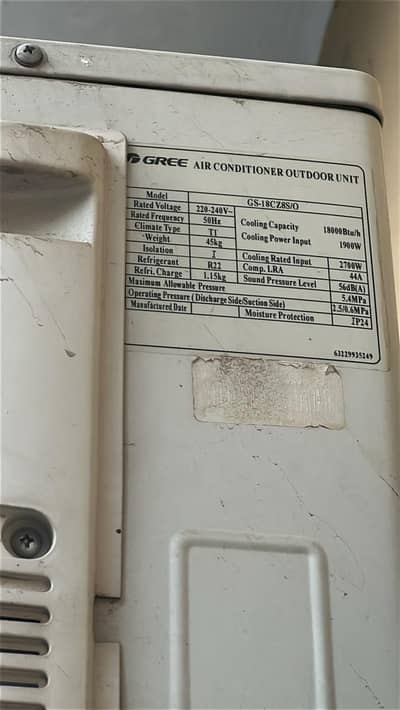 GREE AIR CONDITIONER OUTDOOR UNIT
Model GS-18CZ8S/O
Rated Voltage 220-240V~ Cooling Capacity 18000Btu/h
Rated Frequency 50Hz Cooling Power Input 1900W
Climate Type T1
Weight 45kg Cooling Rated Input 2700W
Isolation I Comp. LRA 44A
Refrigerant R22 Sound Pressure Level 56dB(A)
Refri. Charge 1.15kg
Maximum Allowable Pressure 5.4MPa
Operating Pressure ( Discharge Side/Suction Side) 2.5/0.6MPa
Manufactured Date Moisture Protection IP24
63229935249